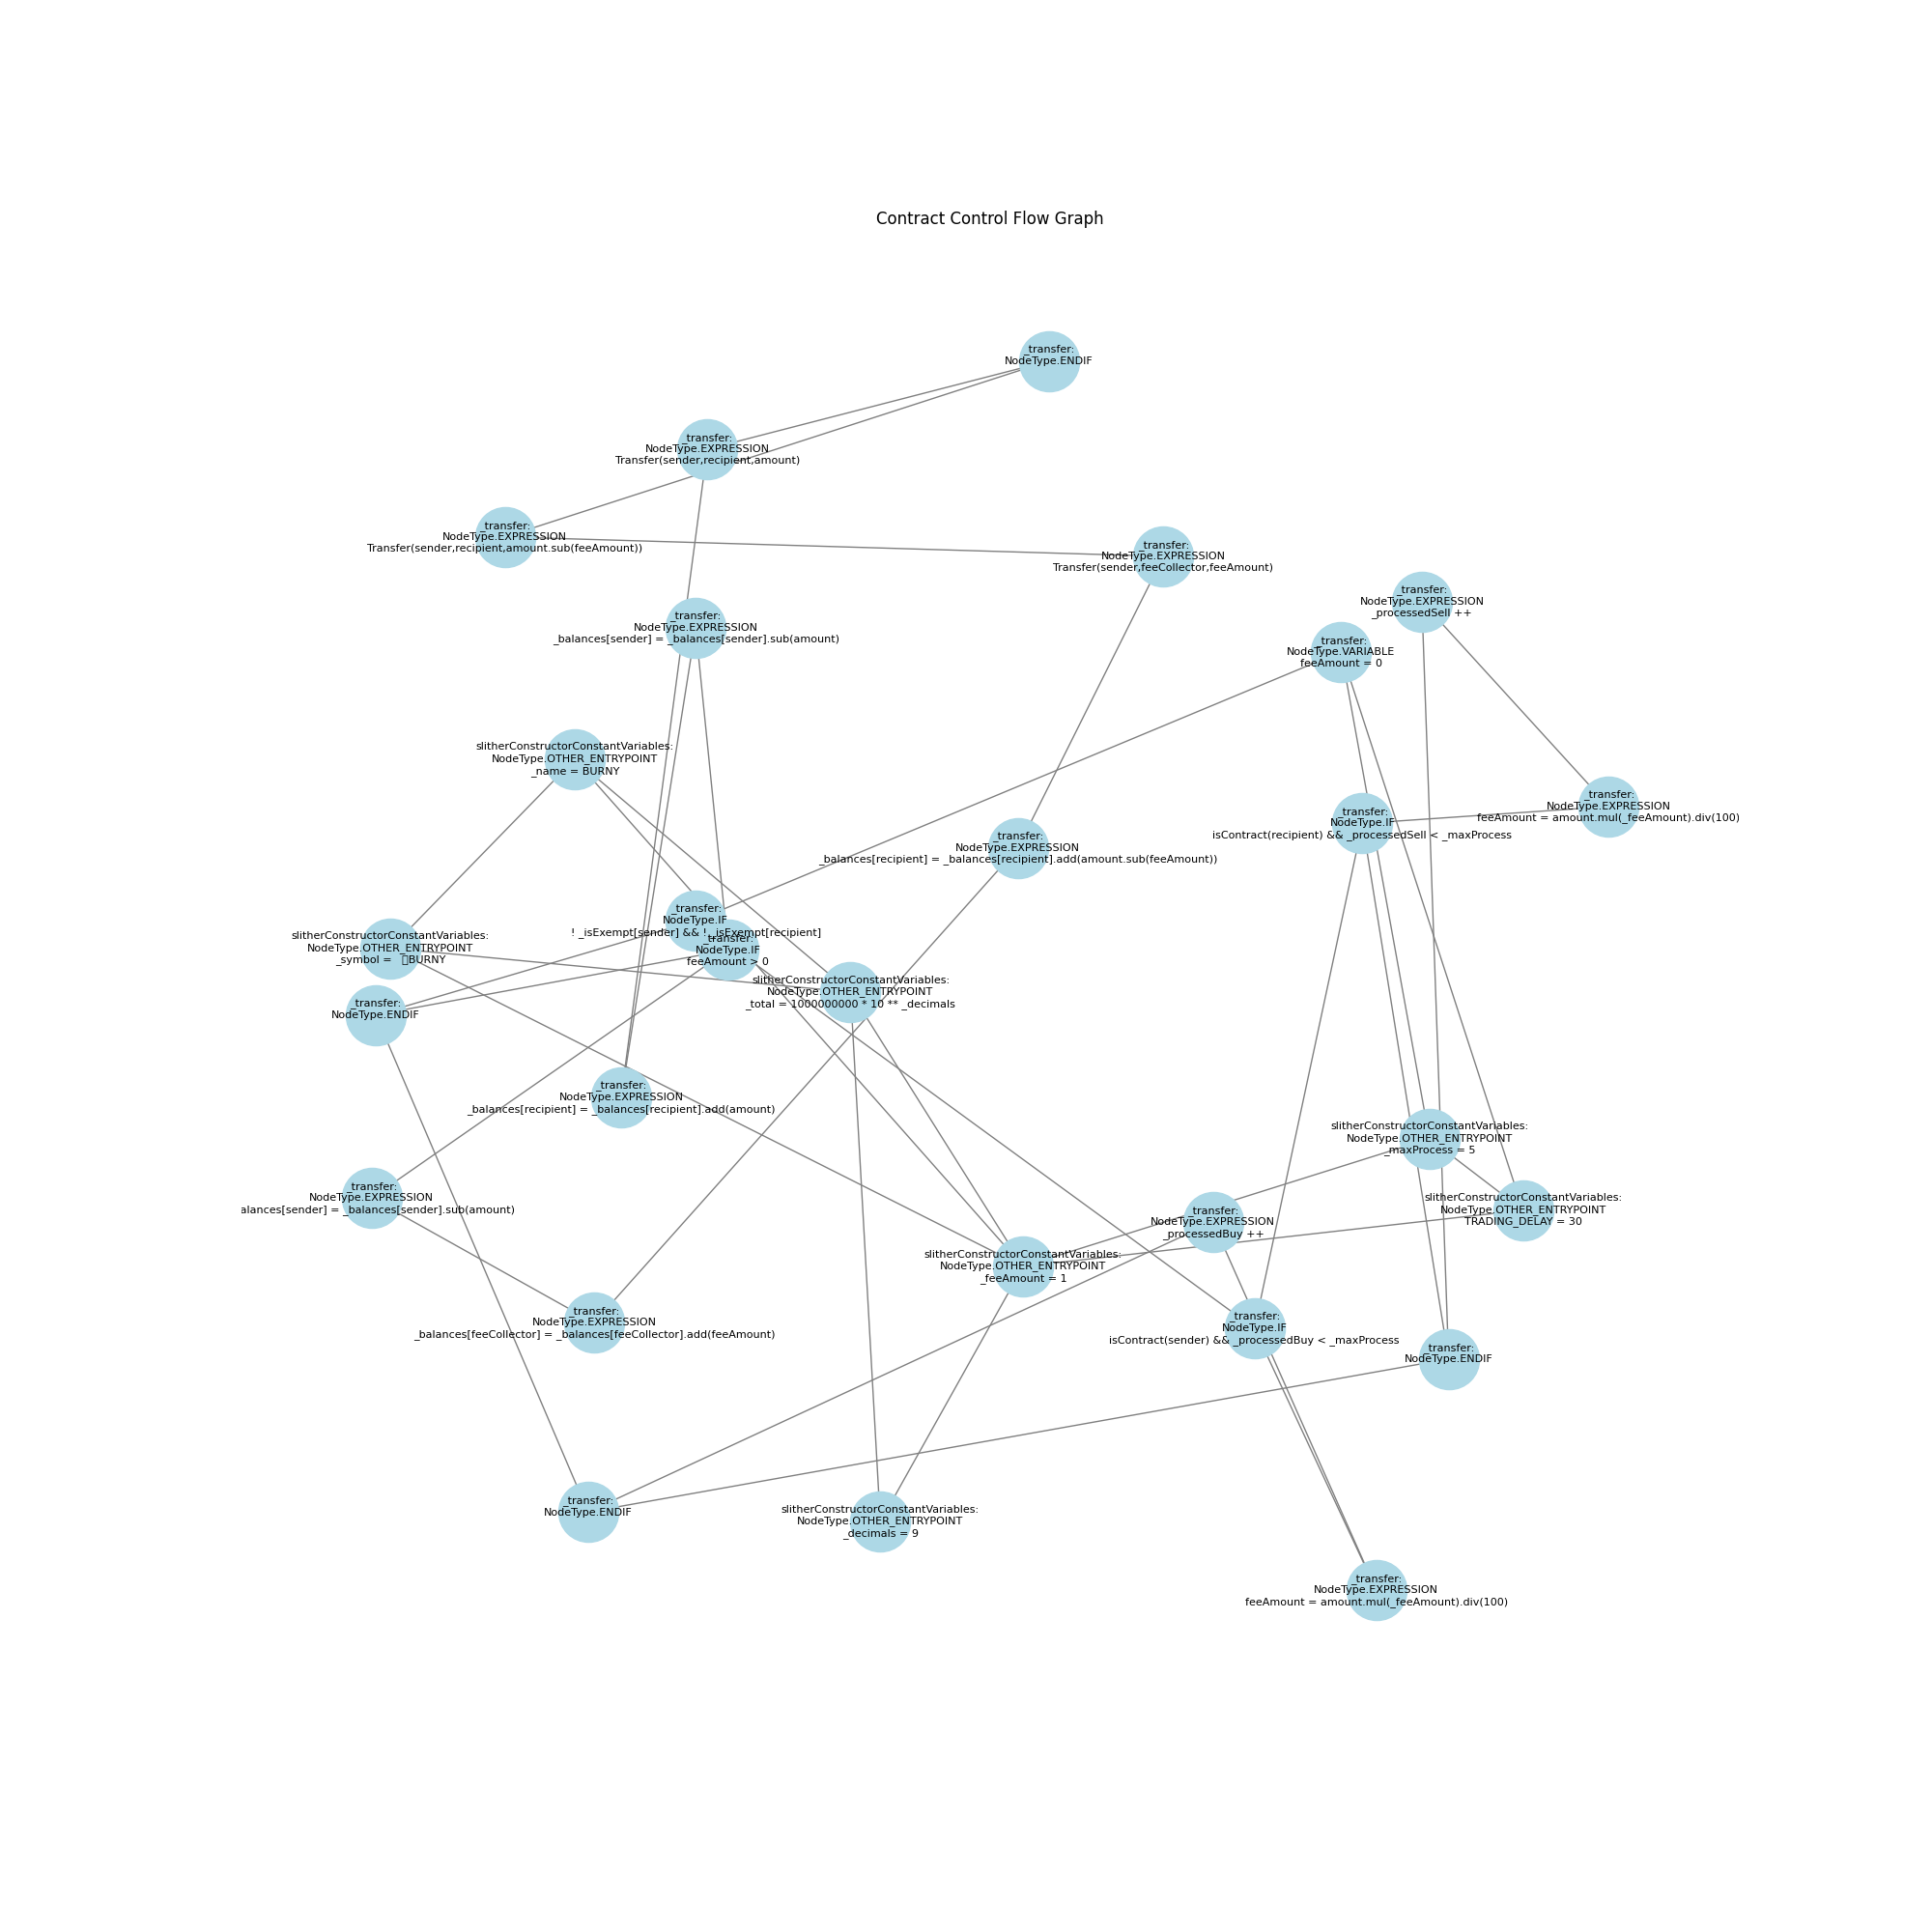 Contract Control Flow Graph
_transfer:
NodeType.ENDIF
_transfer:
NodeType.EXPRESSION
Transfer(sender,recipient,amount)
_transfer:
NodeType.EXPRESSION
Transfer(sender,recipient,amount.sub(feeAmount))
_transfer:
NodeType.EXPRESSION
Transfer(sender,feeCollector,feeAmount)
_transfer:
NodeType.EXPRESSION
_processedSell ++
_transfer:
NodeType.EXPRESSION
_balances[sender] = _balances[sender].sub(amount)
_transfer:
NodeType.VARIABLE
feeAmount = 0
slitherConstructorConstantVariables:
NodeType.OTHER_ENTRYPOINT
_name = BURNY
_transfer:
NodeType.EXPRESSION
feeAmount = amount.mul(_feeAmount).div(100)
_transfer:
NodeType.IF
isContract(recipient) && _processedSell < _maxProcess
_transfer:
NodeType.EXPRESSION
_balances[recipient] = _balances[recipient].add(amount.sub(feeAmount))
_transfer:
NodeType.IF
! _isExempt[sender] && ! _isExempt[recipient]
_transfer:
NodeType.IF
feeAmount > 0
slitherConstructorConstantVariables:
NodeType.OTHER_ENTRYPOINT
_symbol = BURNY
slitherConstructorConstantVariables:
NodeType.OTHER_ENTRYPOINT
_total = 1000000000 * 10 ** _decimals
_transfer:
NodeType.ENDIF
_transfer:
NodeType.EXPRESSION
_balances[recipient] = _balances[recipient].add(amount)
slitherConstructorConstantVariables:
NodeType.OTHER_ENTRYPOINT
_maxProcess = 5
_transfer:
NodeType.EXPRESSION
alances[sender] = _balances[sender].sub(amount)
slitherConstructorConstantVariables:
NodeType.OTHER_ENTRYPOINT
TRADING_DELAY = 30
_transfer:
NodeType.EXPRESSION
_processedBuy ++
slitherConstructorConstantVariables:
NodeType.OTHER_ENTRYPOINT
_feeAmount = 1
_transfer:
NodeType.EXPRESSION
_balances[feeCollector] = _balances[feeCollector].add(feeAmount)
_transfer:
NodeType.IF
isContract(sender) && _processedBuy < _maxProcess
_transfer:
NodeType.ENDIF
_transfer:
NodeType.ENDIF
slitherConstructorConstantVariables:
NodeType.OTHER_ENTRYPOINT
_decimals = 9
_transfer:
NodeType.EXPRESSION
feeAmount = amount.mul(_feeAmount).div(100)